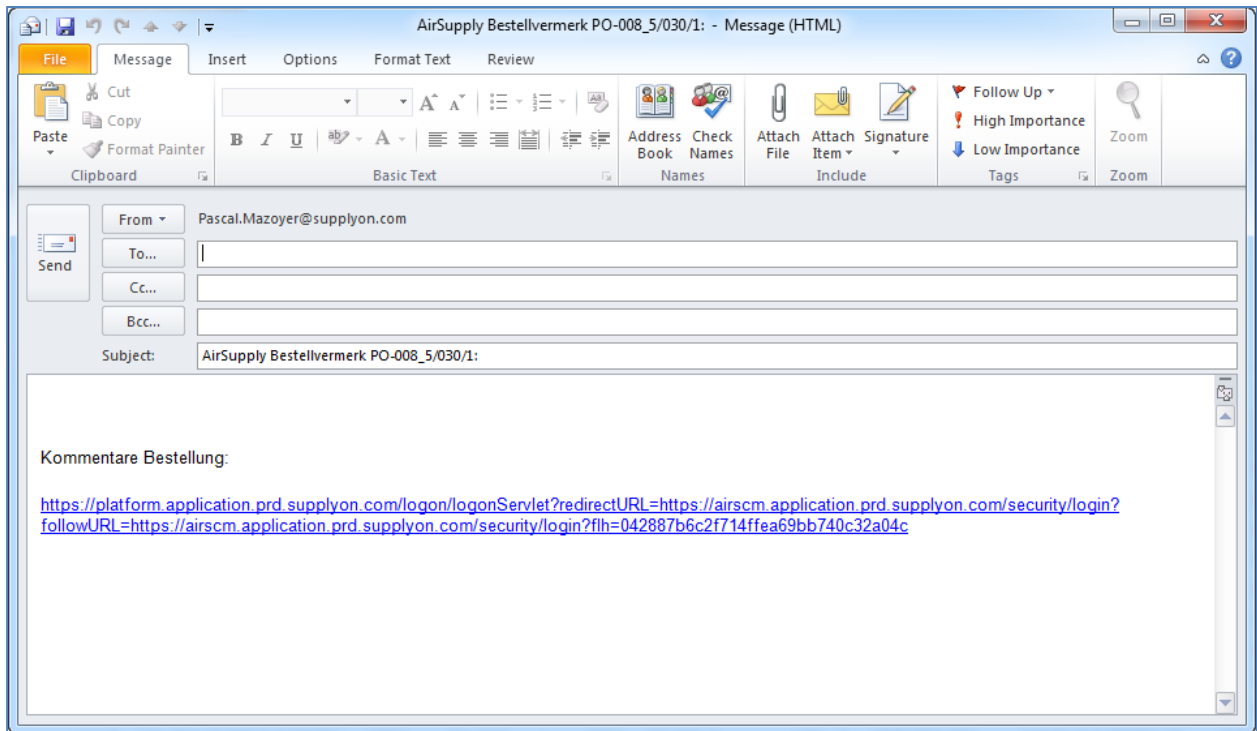 AirSupply Bestellvermerk PO-008_5/030/1: - Message (HTML)
File Message Insert Options Format Text Review
Paste
Cut
Copy
Format Painter
Clipboard
B I U
Basic Text
Address Book
Check Names
Names
Attach File
Attach Item
Signature
Include
Follow Up
High Importance
Low Importance
Tags
Zoom
Zoom
Send
From Pascal.Mazoyer@supplyon.com
To...
Cc...
Bcc...
Subject: AirSupply Bestellvermerk PO-008_5/030/1:
Kommentare Bestellung:
https://platform.application.prd.supplyon.com/logon/logonServlet?redirectURL=https://airscm.application.prd.supplyon.com/security/login?
followURL=https://airscm.application.prd.supplyon.com/security/login?flh=042887b6c2f714ffea69bb740c32a04c